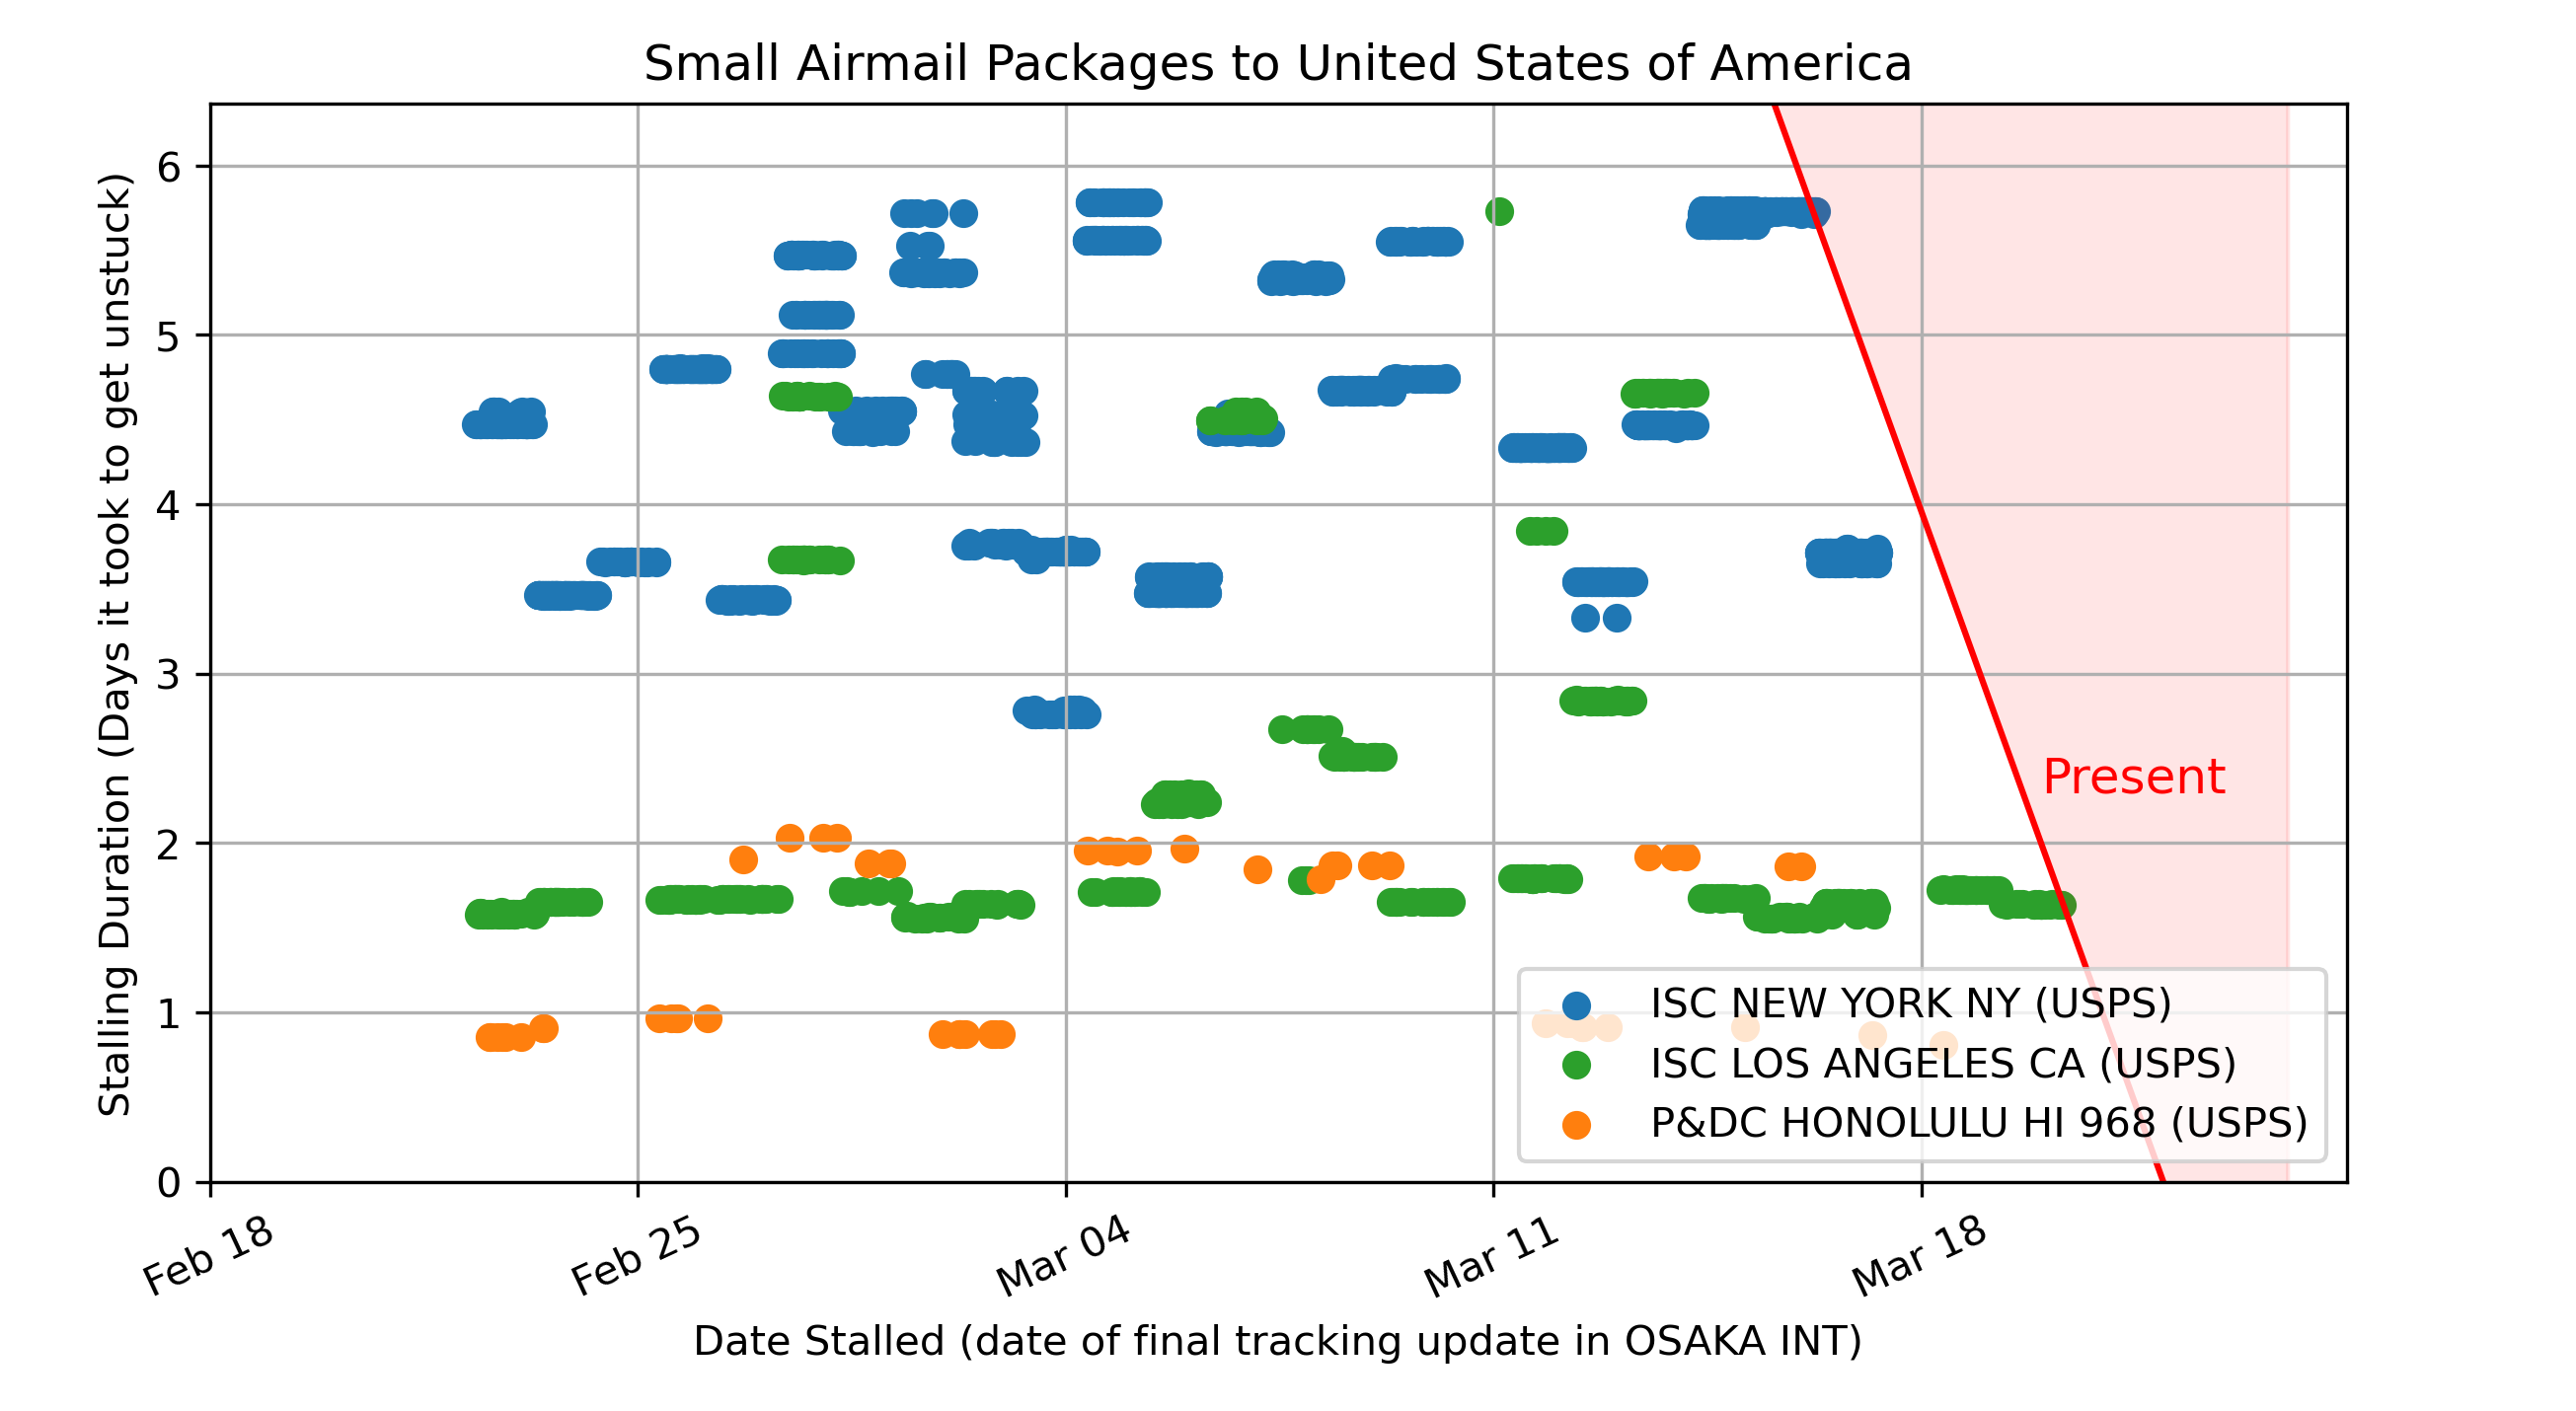 Small Airmail Packages to United States of America
Stalling Duration (Days it took to get unstuck)
6
5
4
3
2
1
0
Present
ISC NEW YORK NY (USPS)
ISC LOS ANGELES CA (USPS)
P&DC HONOLULU HI 968 (USPS)
Feb 18
Feb 25
Mar 04
Mar 11
Mar 18
Date Stalled (date of final tracking update in OSAKA INT)